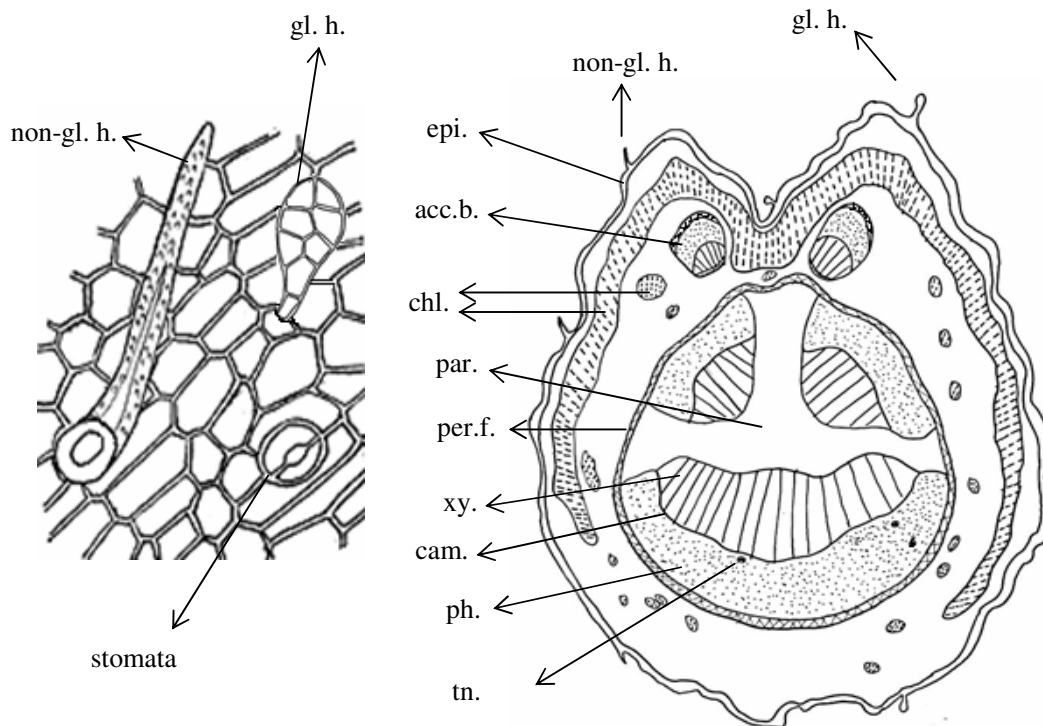 gl. h.
non-gl. h.
stomata
gl. h.
non-gl. h.
epi.
acc.b.
chl.
par.
per.f.
xy.
cam.
ph.
tn.